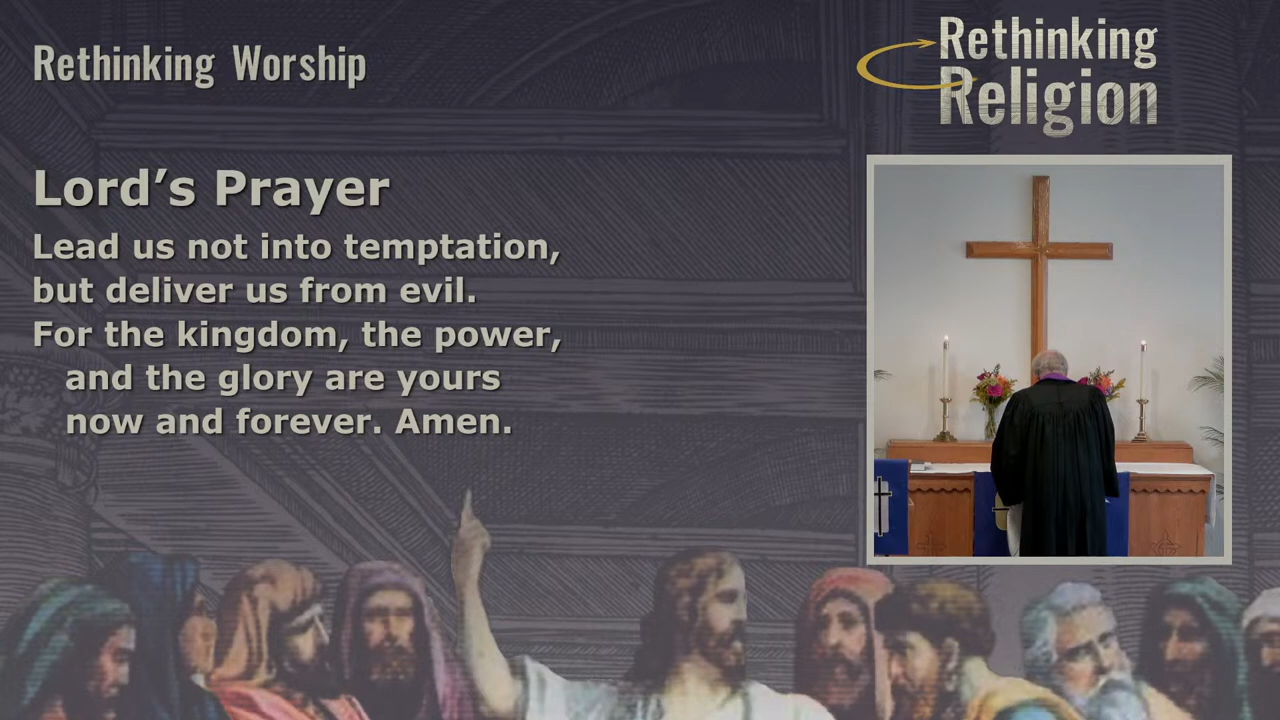 Rethinking Worship
Rethinking
Religion
Lord’s Prayer
Lead us not into temptation,
but deliver us from evil.
For the kingdom, the power,
and the glory are yours
now and forever. Amen.